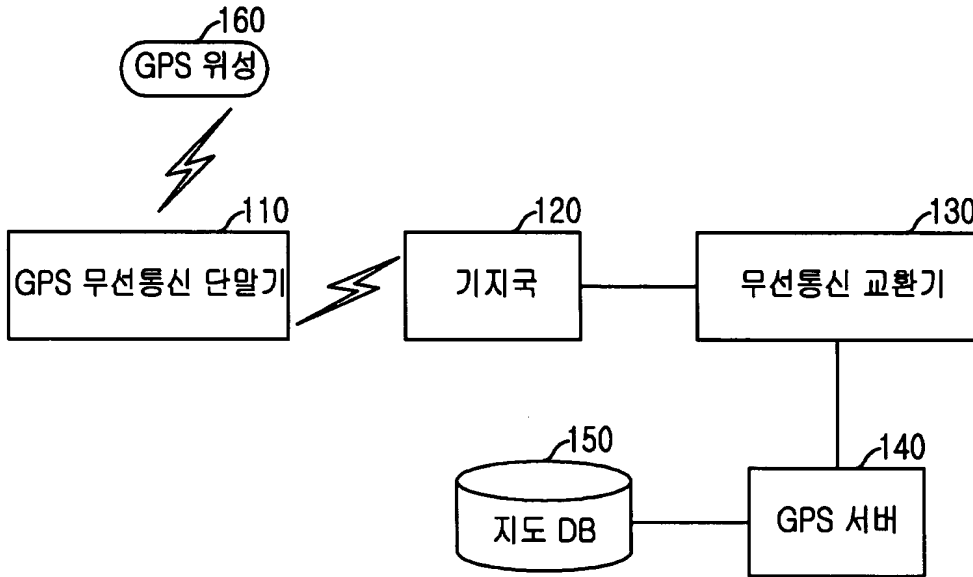 160
GPS 위성
110
GPS 무선통신 단말기
120
기지국
130
무선통신 교환기
150
지도 DB
140
GPS 서버